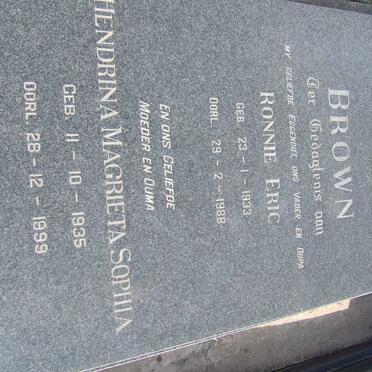 BROWN
Ter Gedagtenis aan
MY GELIEFDE EGGENOOT, ONS VADER EN OUPA
RONNIE ERIC
GEB. 23-1-1933
OORL. 29-2-1988
EN ONS GELIEFDE
MOEDER EN OUMA
HENDRINA MAGRIETA SOPHIA
GEB. 11-10-1935
OORL. 28-12-1999